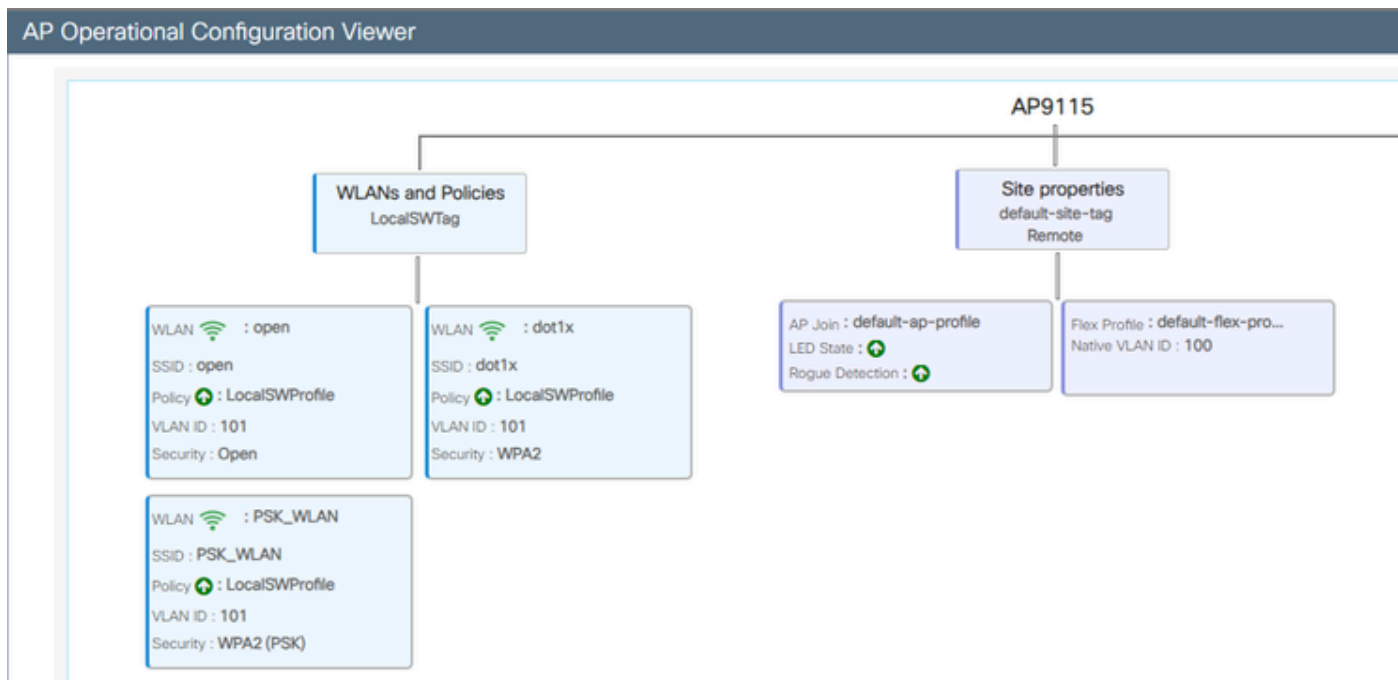 AP Operational Configuration Viewer
AP9115
WLANs and Policies
LocalSWTag
Site properties
default-site-tag
Remote
WLAN : open
SSID : open
Policy : LocalSWProfile
VLAN ID : 101
Security : Open
WLAN : dot1x
SSID : dot1x
Policy : LocalSWProfile
VLAN ID : 101
Security : WPA2
AP Join : default-ap-profile
LED State :
Rogue Detection :
Flex Profile : default-flex-pro...
Native VLAN ID : 100
WLAN : PSK_WLAN
SSID : PSK_WLAN
Policy : LocalSWProfile
VLAN ID : 101
Security : WPA2 (PSK)